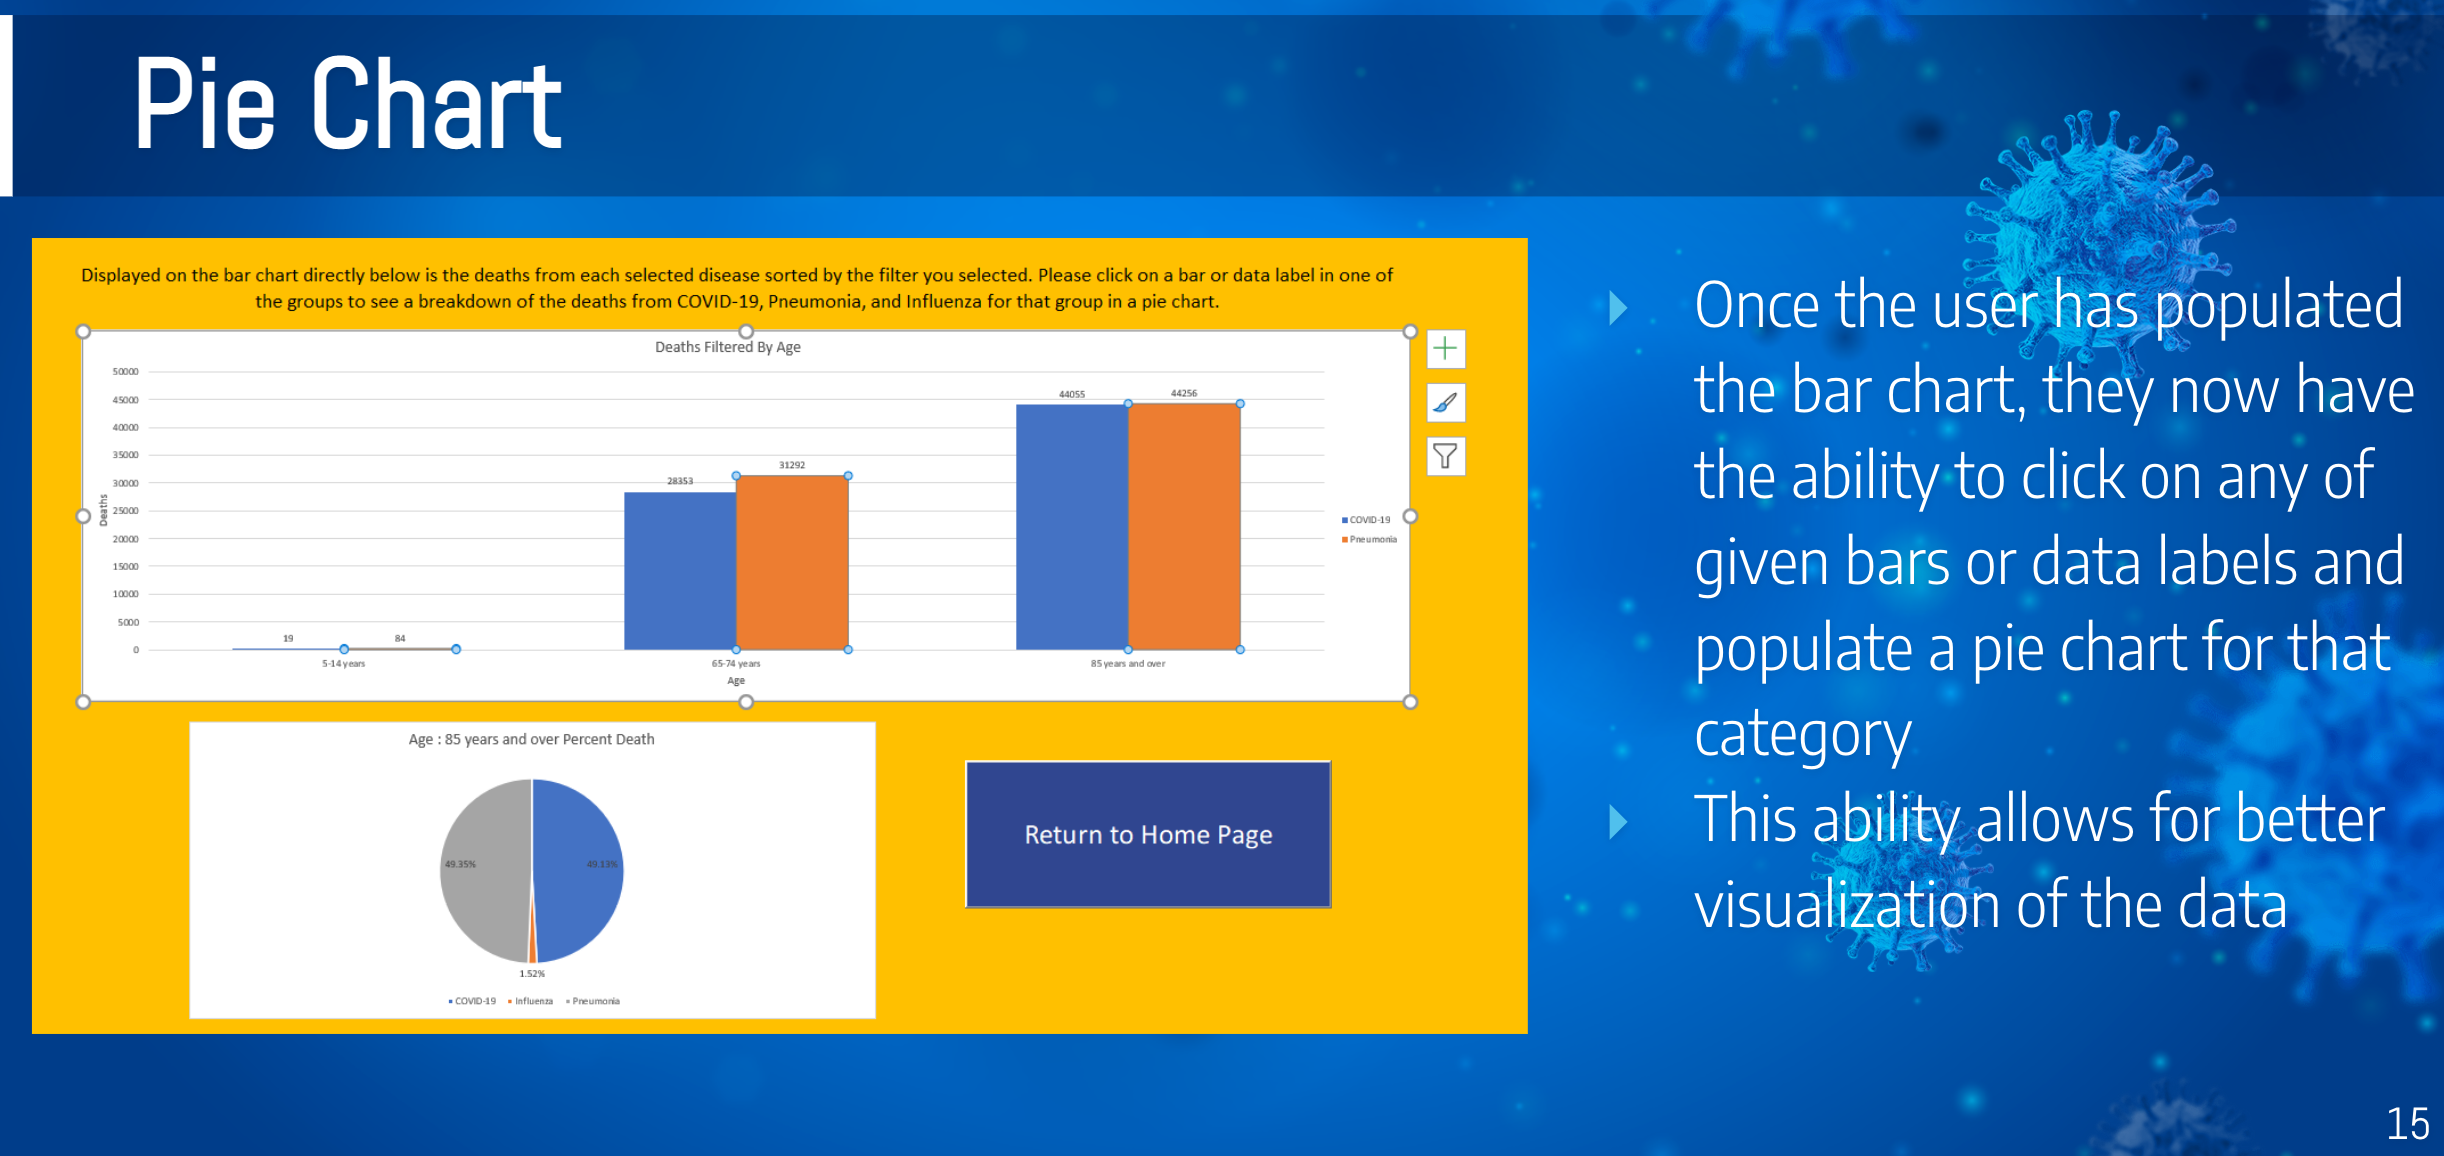 Pie Chart
Displayed on the bar chart directly below is the deaths from each selected disease sorted by the filter you selected. Please click on a bar or data label in one of
the groups to see a breakdown of the deaths from COVID-19, Pneumonia, and Influenza for that group in a pie chart.
Deaths Filtered By Age
50000
45000
40000
35000
30000
25000
20000
15000
10000
5000
0
Deaths
19
84
28353
31292
44055
44256
5-14 years
65-74 years
85 years and over
Age
COVID-19
Pneumonia
Age : 85 years and over Percent Death
49.35%
49.13%
1.52%
COVID-19 Influenza Pneumonia
Return to Home Page
Once the user has populated
the bar chart, they now have
the ability to click on any of
given bars or data labels and
populate a pie chart for that
category
This ability allows for better
visualization of the data
15